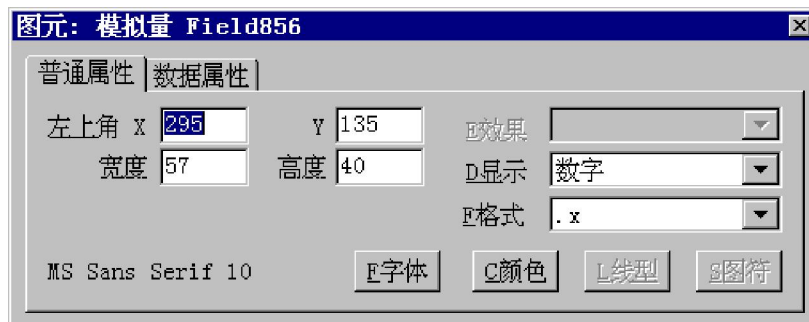 图元: 模拟量 Field856
普通属性 数据属性
左上角 X 295 Y 135 E效果
宽度 57 高度 40 D显示 数字
F格式 .x
MS Sans Serif 10 F字体 C颜色 L线型 S图符